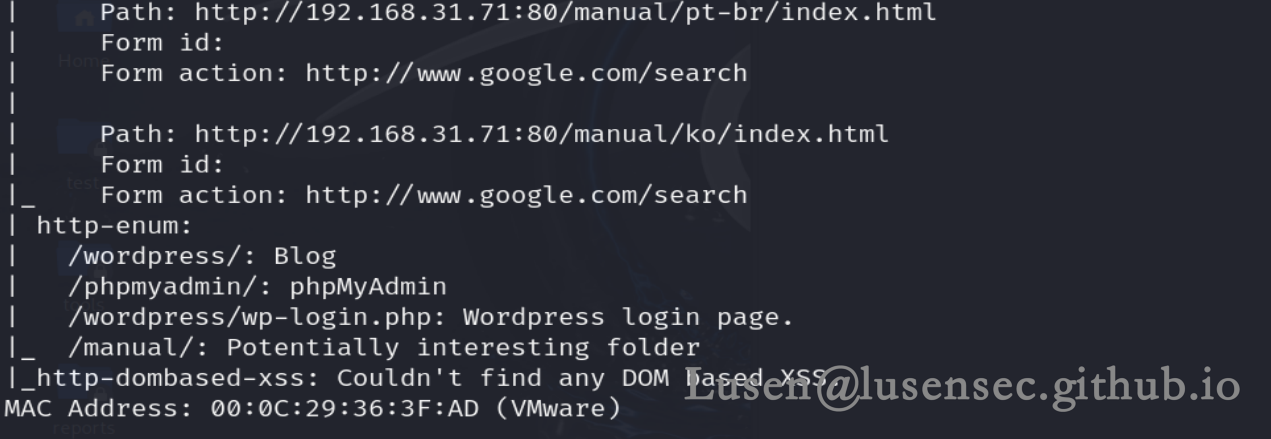 |     Path: http://192.168.31.71:80/manual/pt-br/index.html
|     Form id:
|     Form action: http://www.google.com/search
|
|     Path: http://192.168.31.71:80/manual/ko/index.html
|     Form id:
|_    Form action: http://www.google.com/search
| http-enum:
|   /wordpress/: Blog
|   /phpmyadmin/: phpMyAdmin
|   /wordpress/wp-login.php: Wordpress login page.
|_  /manual/: Potentially interesting folder
|_http-dombased-xss: Couldn't find any DOM based XSS.
Lusen@lusensec.github.io
MAC Address: 00:0C:29:36:3F:AD (VMware)
Home
test
tools
reports